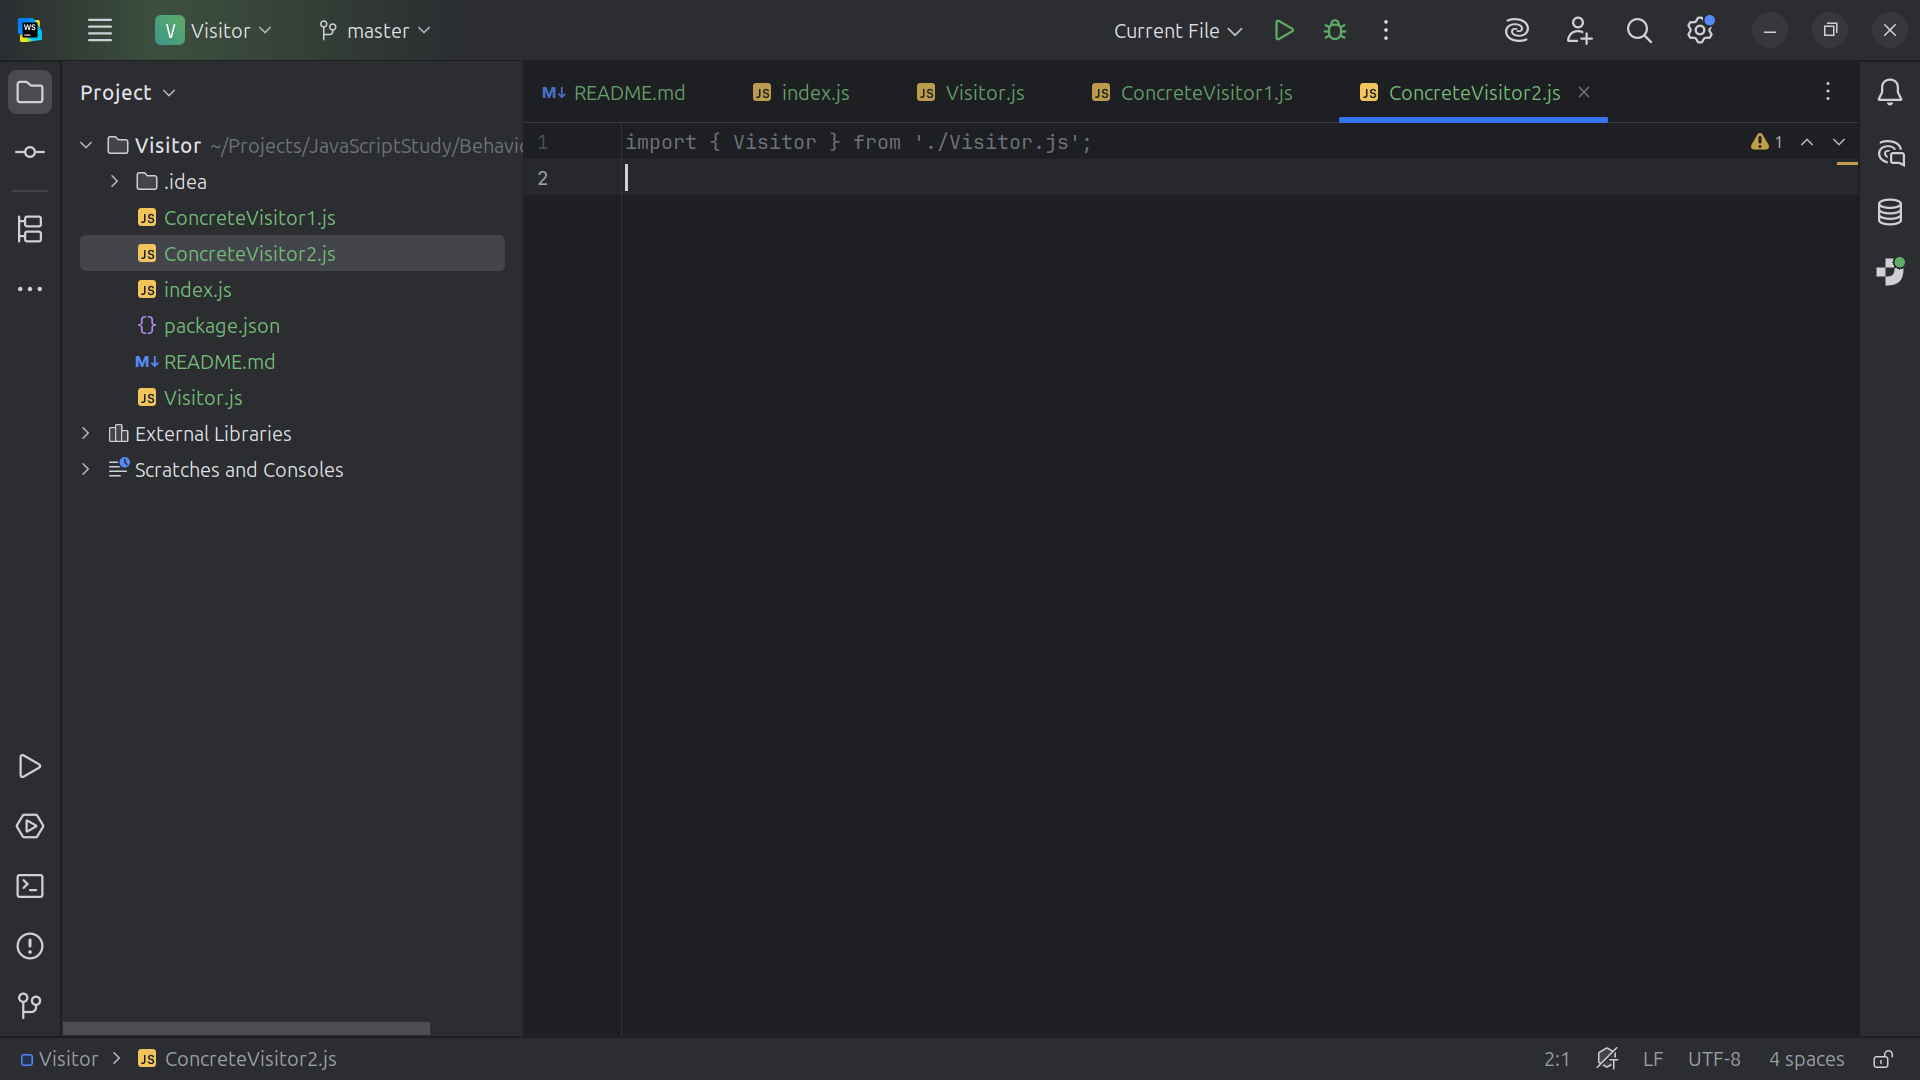 V Visitor master Current File
Project
README.md index.js Visitor.js ConcreteVisitor1.js ConcreteVisitor2.js
Visitor ~/Projects/JavaScriptStudy/Behavi
.idea
ConcreteVisitor1.js
ConcreteVisitor2.js
index.js
package.json
README.md
Visitor.js
External Libraries
Scratches and Consoles
1 import { Visitor } from './Visitor.js'; 1
2
Visitor ConcreteVisitor2.js 2:1 LF UTF-8 4 spaces